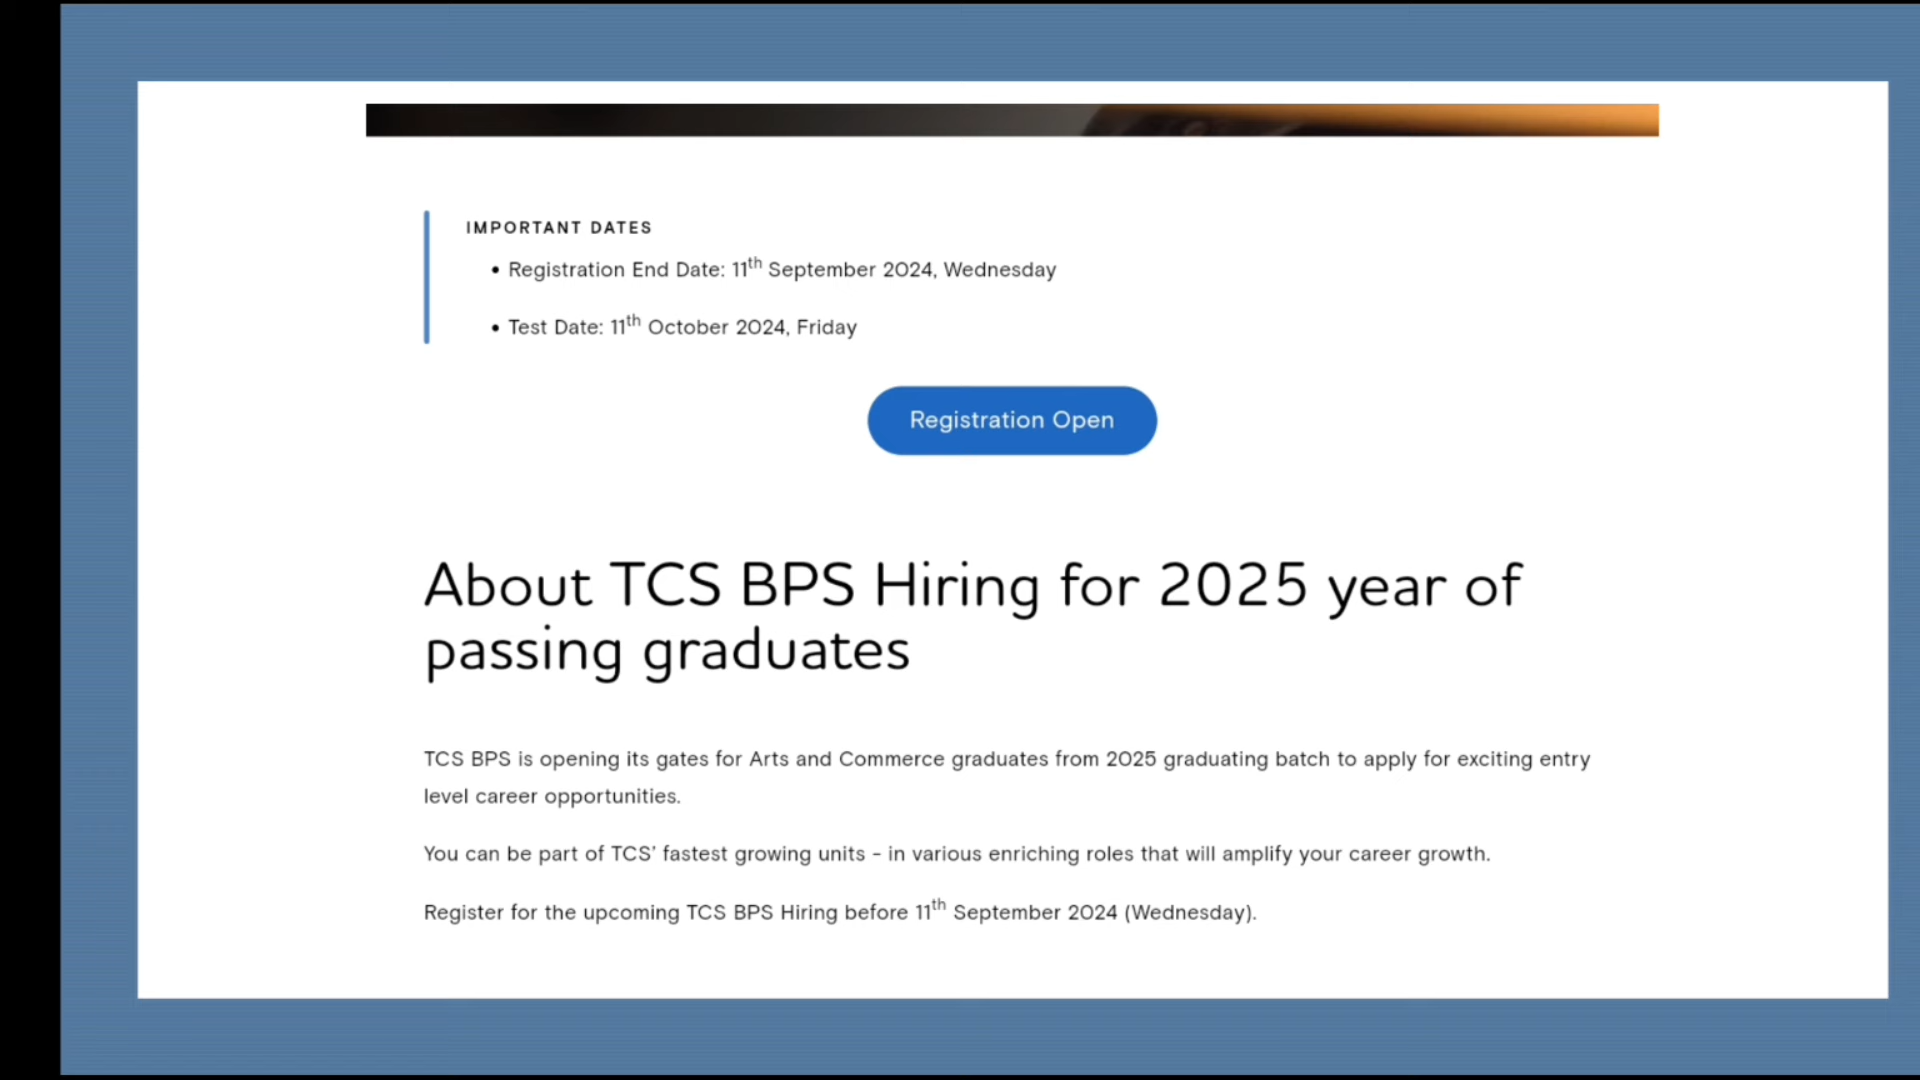 IMPORTANT DATES
• Registration End Date: 11th September 2024, Wednesday
• Test Date: 11th October 2024, Friday
Registration Open
About TCS BPS Hiring for 2025 year of
passing graduates
TCS BPS is opening its gates for Arts and Commerce graduates from 2025 graduating batch to apply for exciting entry
level career opportunities.
You can be part of TCS’ fastest growing units - in various enriching roles that will amplify your career growth.
Register for the upcoming TCS BPS Hiring before 11th September 2024 (Wednesday).